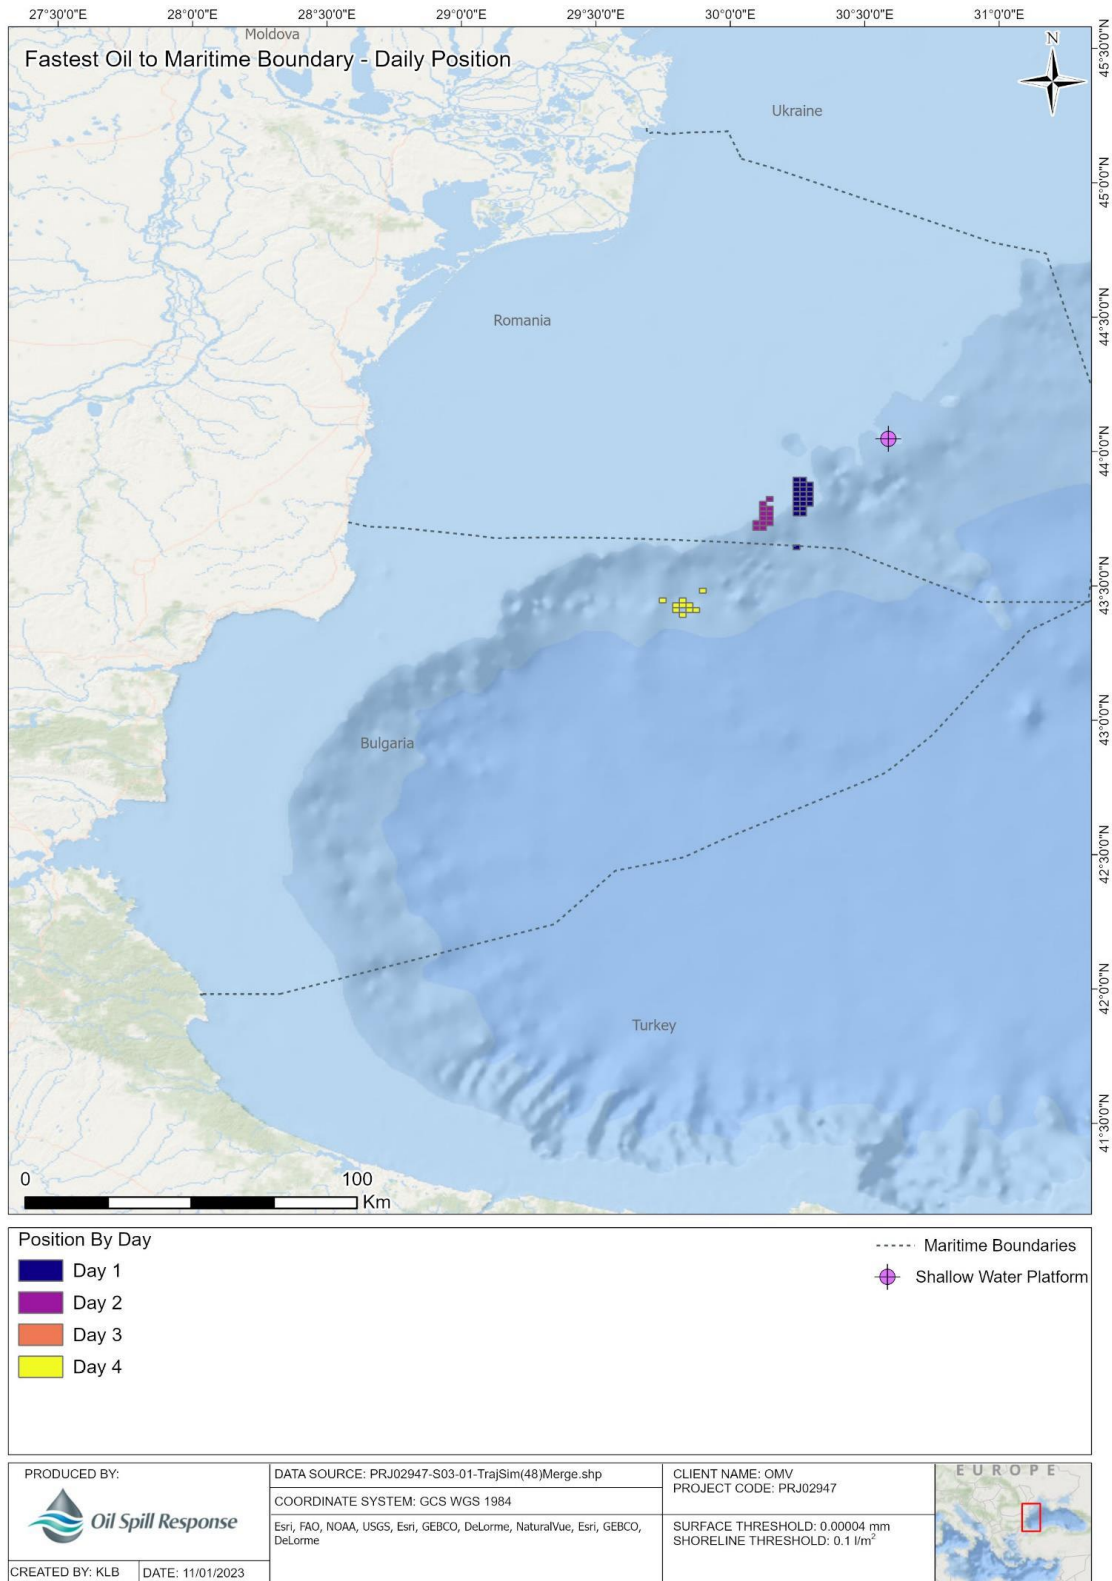 27°30'0"E 28°0'0"E 28°30'0"E 29°0'0"E 29°30'0"E 30°0'0"E 30°30'0"E 31°0'0"E
Moldova
Fastest Oil to Maritime Boundary - Daily Position
N
45°30'0"N
Ukraine
45°0'0"N
Romania
44°30'0"N
44°0'0"N
43°30'0"N
Bulgaria
43°0'0"N
42°30'0"N
42°0'0"N
Turkey
41°30'0"N
0 100
Km
Position By Day
Day 1
Day 2
Day 3
Day 4
Maritime Boundaries
Shallow Water Platform
PRODUCED BY:
Oil Spill Response
CREATED BY: KLB
DATE: 11/01/2023
DATA SOURCE: PRJ02947-S03-01-TrajSim(48)Merge.shp
COORDINATE SYSTEM: GCS WGS 1984
Esri, FAO, NOAA, USGS, Esri, GEBCO, DeLorme, NaturalVue, Esri, GEBCO,
DeLorme
CLIENT NAME: OMV
PROJECT CODE: PRJ02947
SURFACE THRESHOLD: 0.00004 mm
SHORELINE THRESHOLD: 0.1 l/m²
EUROPE